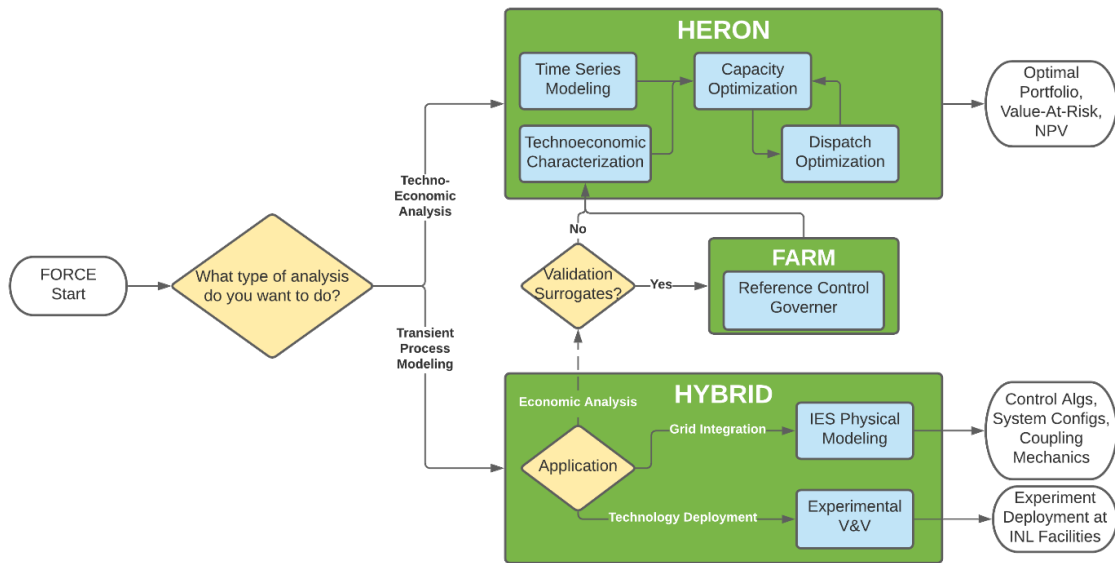 HERON
Time Series
Modeling
Capacity
Optimization
Technoeconomic
Characterization
Dispatch
Optimization
Optimal
Portfolio,
Value-At-Risk,
NPV
Techno-
Economic
Analysis
FORCE
Start
What type of analysis
do you want to do?
No
Validation
Surrogates?
Yes
FARM
Reference Control
Governer
Transient
Process
Modeling
HYBRID
Economic Analysis
Application
Grid Integration
IES Physical
Modeling
Control Algs,
System Configs,
Coupling
Mechanics
Technology Deployment
Experimental
V&V
Experiment
Deployment at
INL Facilities